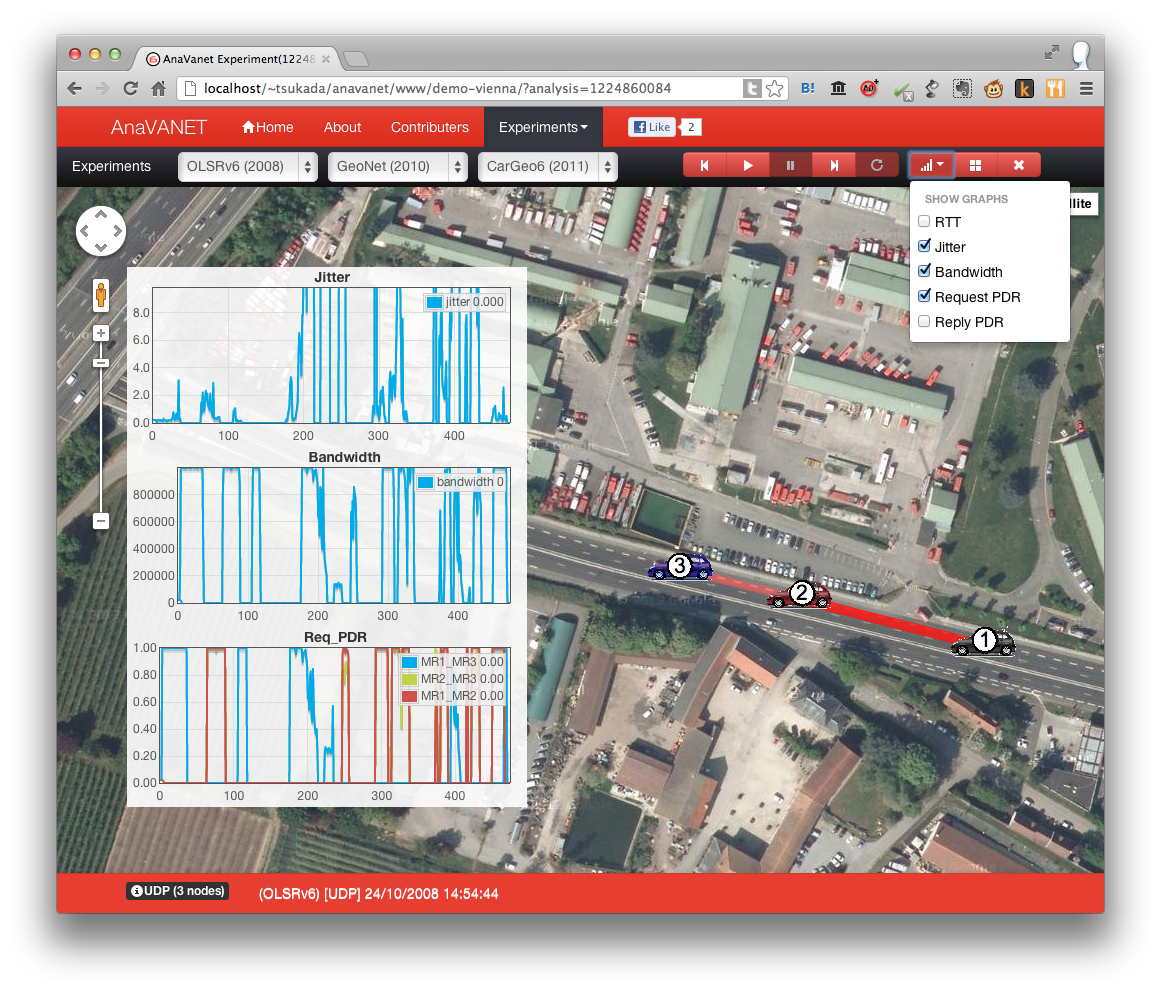 AnaVanet Experiment(12248
localhost/~tsukada/anavanet/www/demo-vienna/?analysis=1224860084
B!
AnaVANET Home About Contributers Experiments Like 2
Experiments OLSRv6 (2008) GeoNet (2010) CarGeo6 (2011)
SHOW GRAPHS
RTT
Jitter
Bandwidth
Request PDR
Reply PDR
llite
Jitter
jitter 0.000
8.0
6.0
4.0
2.0
0.0
0 100 200 300 400
Bandwidth
bandwidth 0
800000
600000
400000
200000
0
0 100 200 300 400
Req_PDR
MR1_MR3 0.00
MR2_MR3 0.00
MR1_MR2 0.00
1.00
0.80
0.60
0.40
0.20
0.00
0 100 200 300 400
3
2
1
UDP (3 nodes) (OLSRv6) [UDP] 24/10/2008 14:54:44